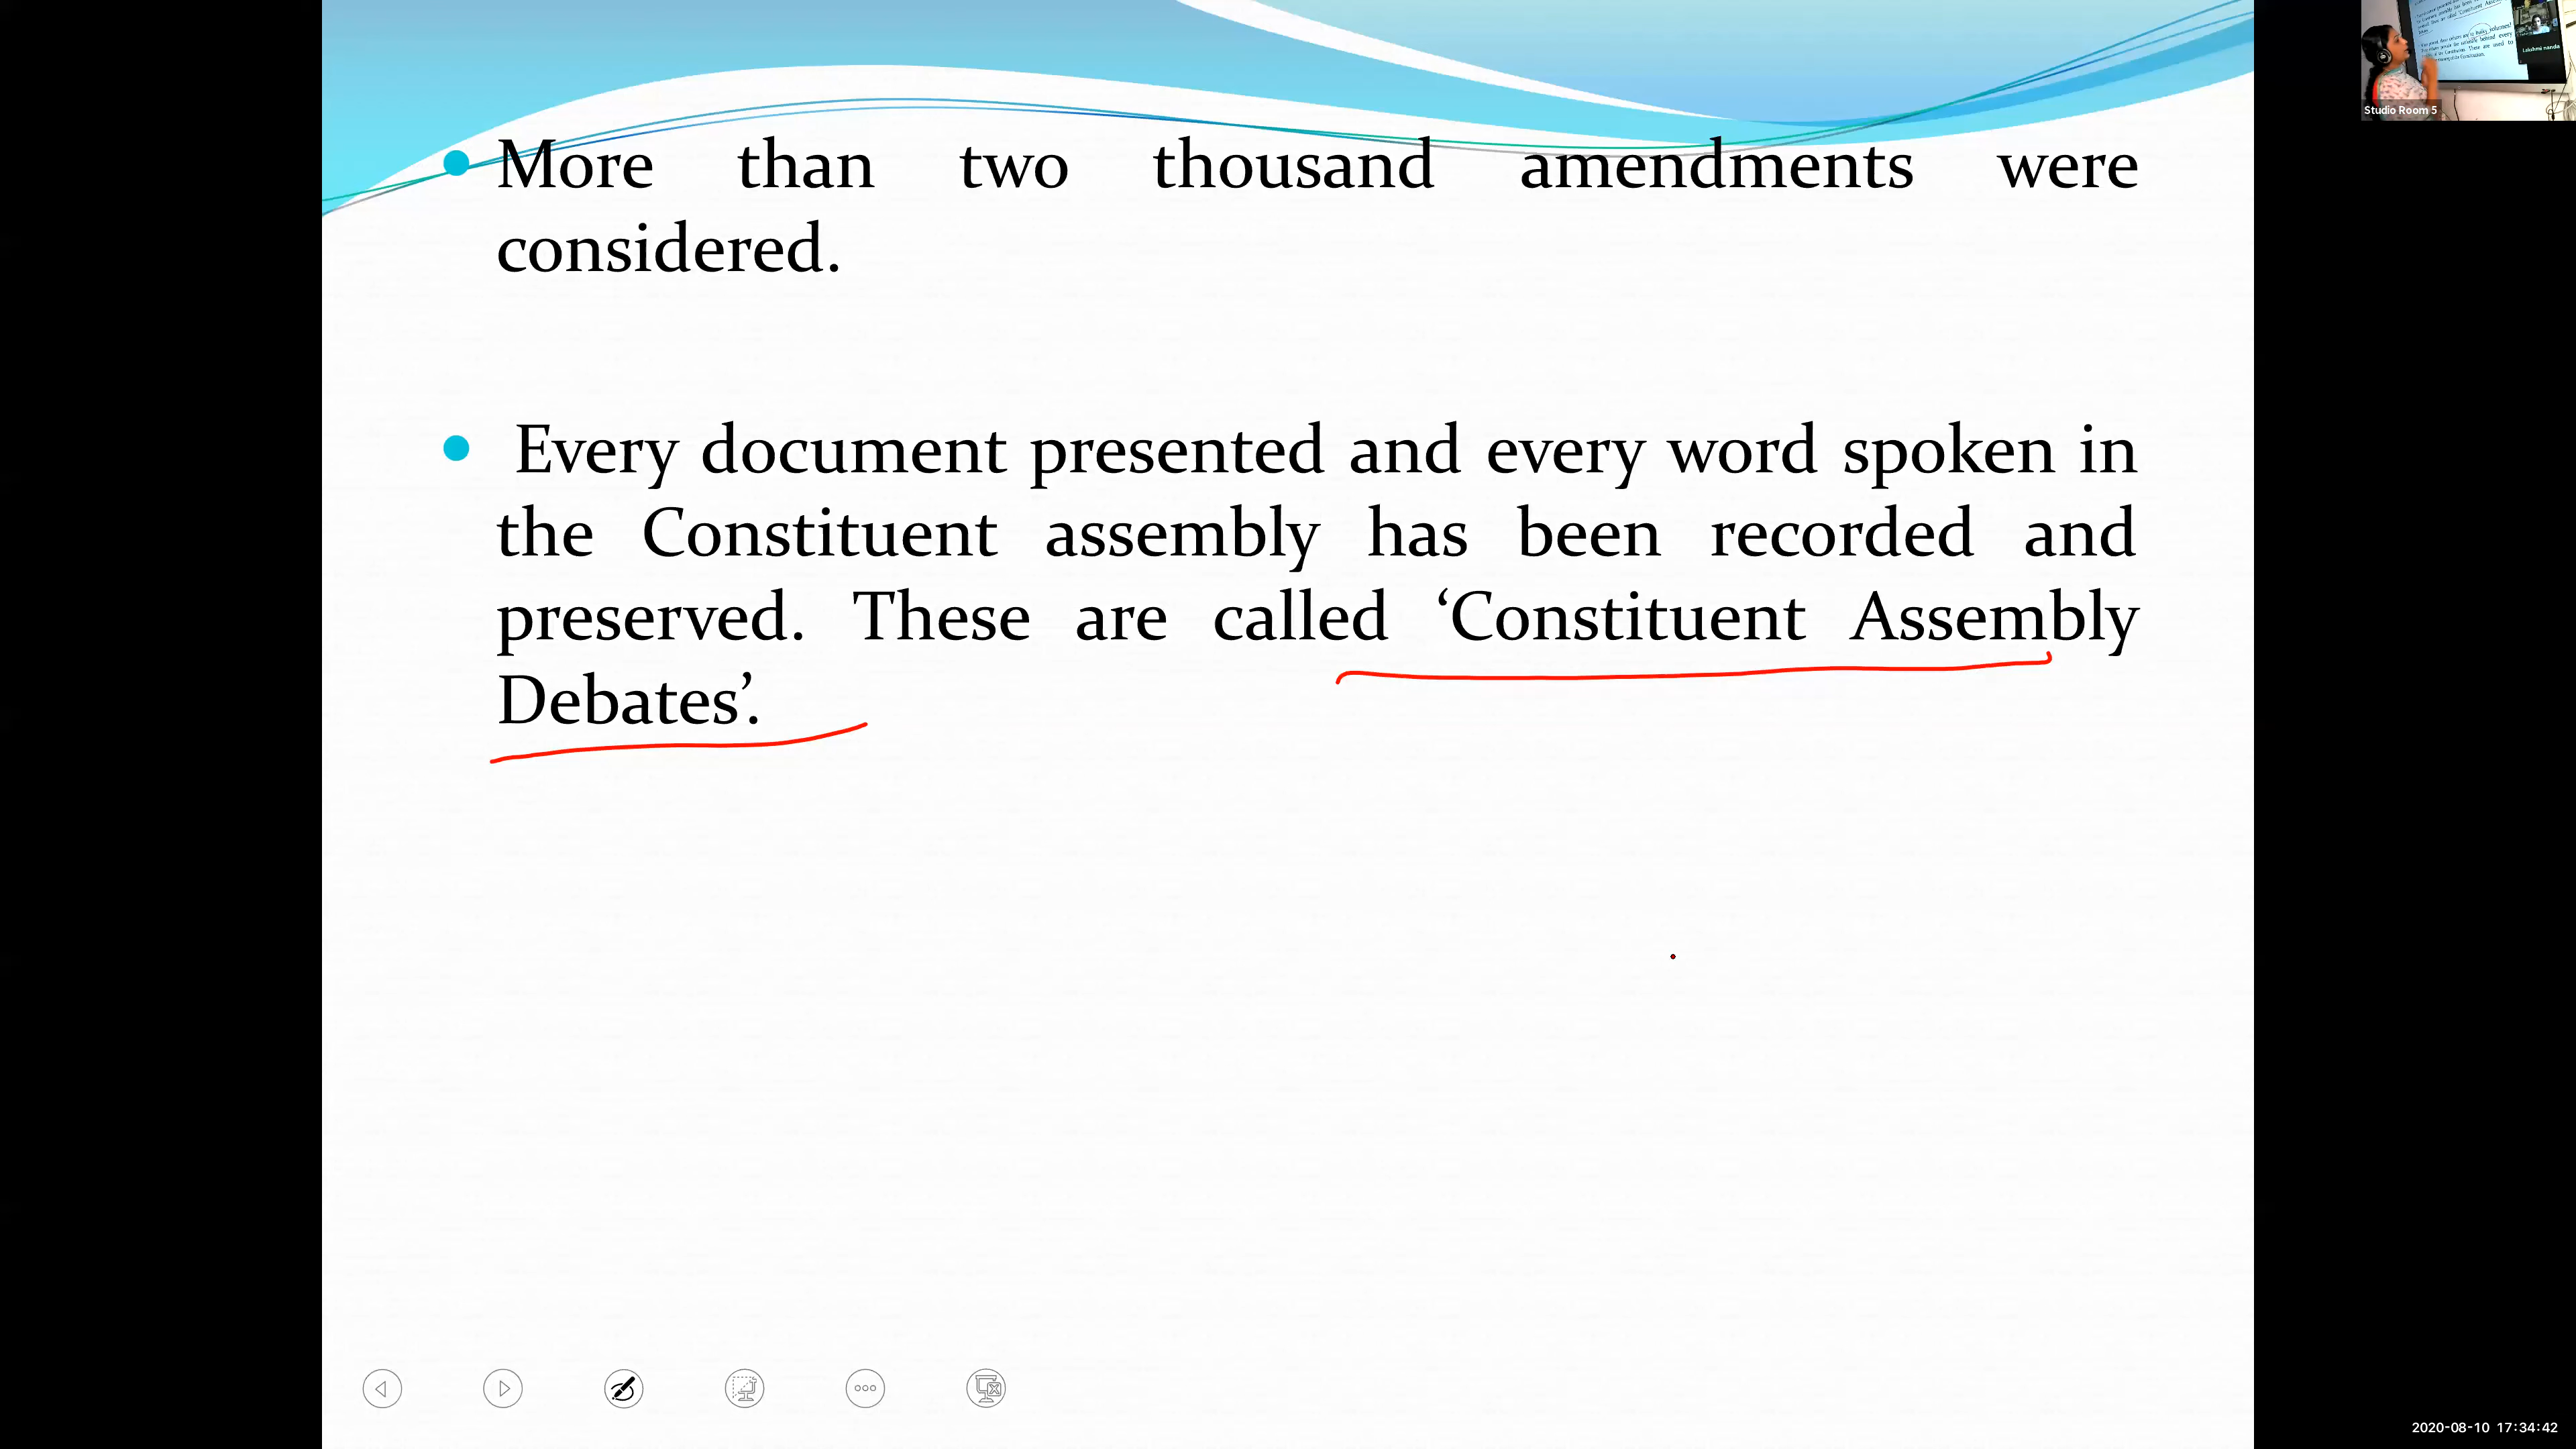 Studio Room 5
Lakshmi nanda
More than two thousand amendments were
considered.
Every document presented and every word spoken in
the Constituent assembly has been recorded and
preserved. These are called ‘Constituent Assembly
Debates’.
2020-08-10 17:34:42